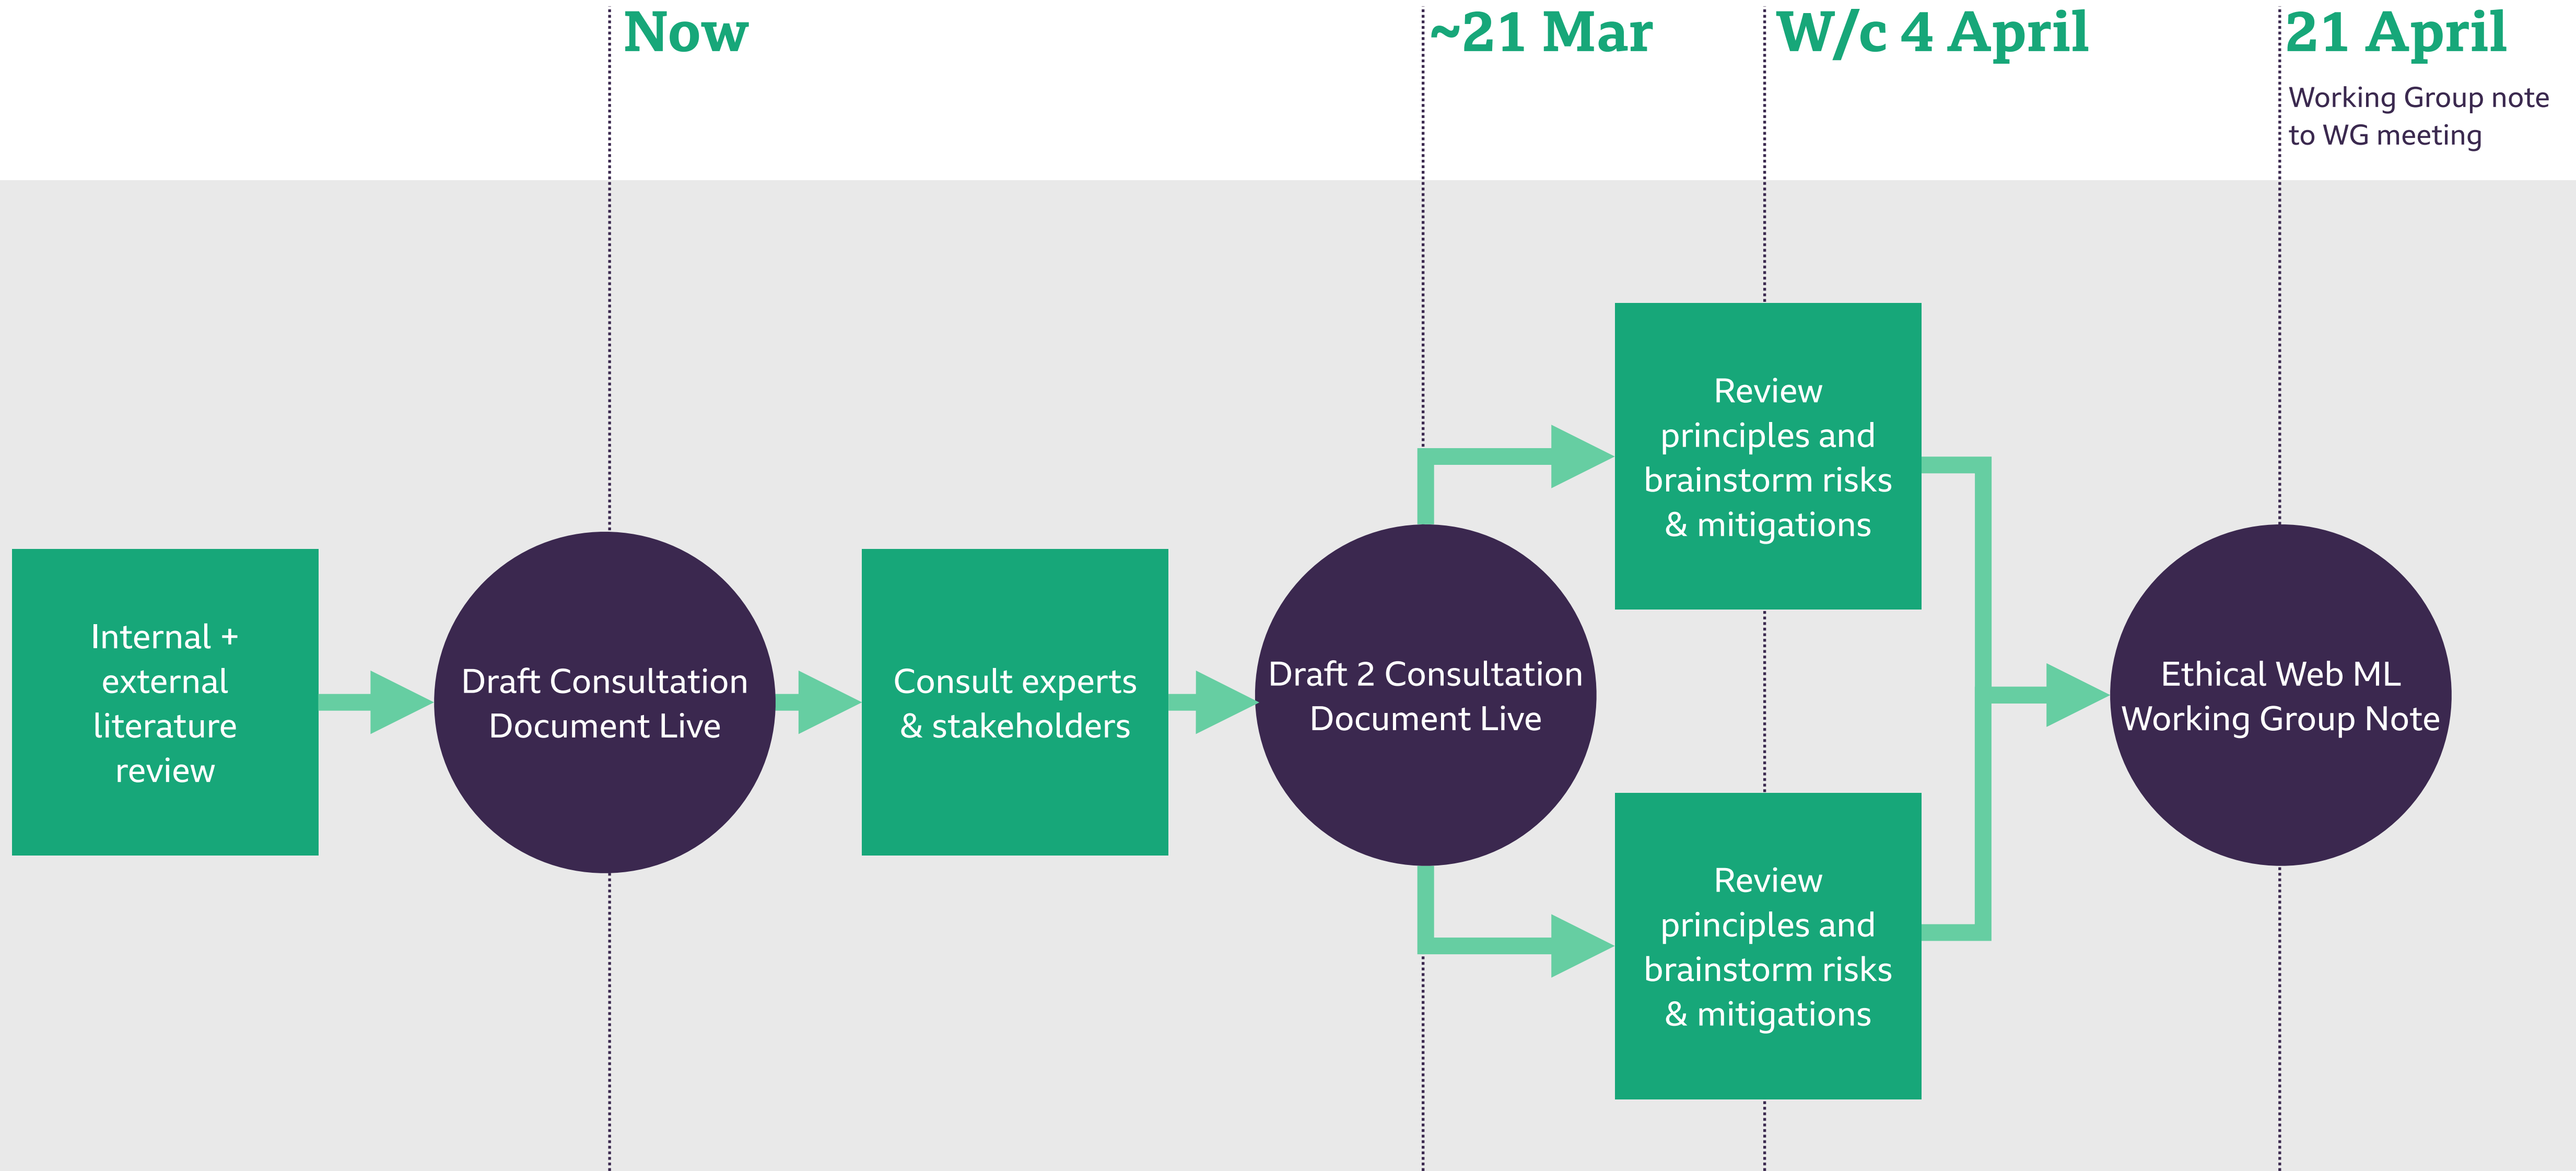 Now
~21 Mar
W/c 4 April
21 April
Working Group note
to WG meeting
Internal +
external
literature
review
Draft Consultation
Document Live
Consult experts
& stakeholders
Draft 2 Consultation
Document Live
Review
principles and
brainstorm risks
& mitigations
Review
principles and
brainstorm risks
& mitigations
Ethical Web ML
Working Group Note